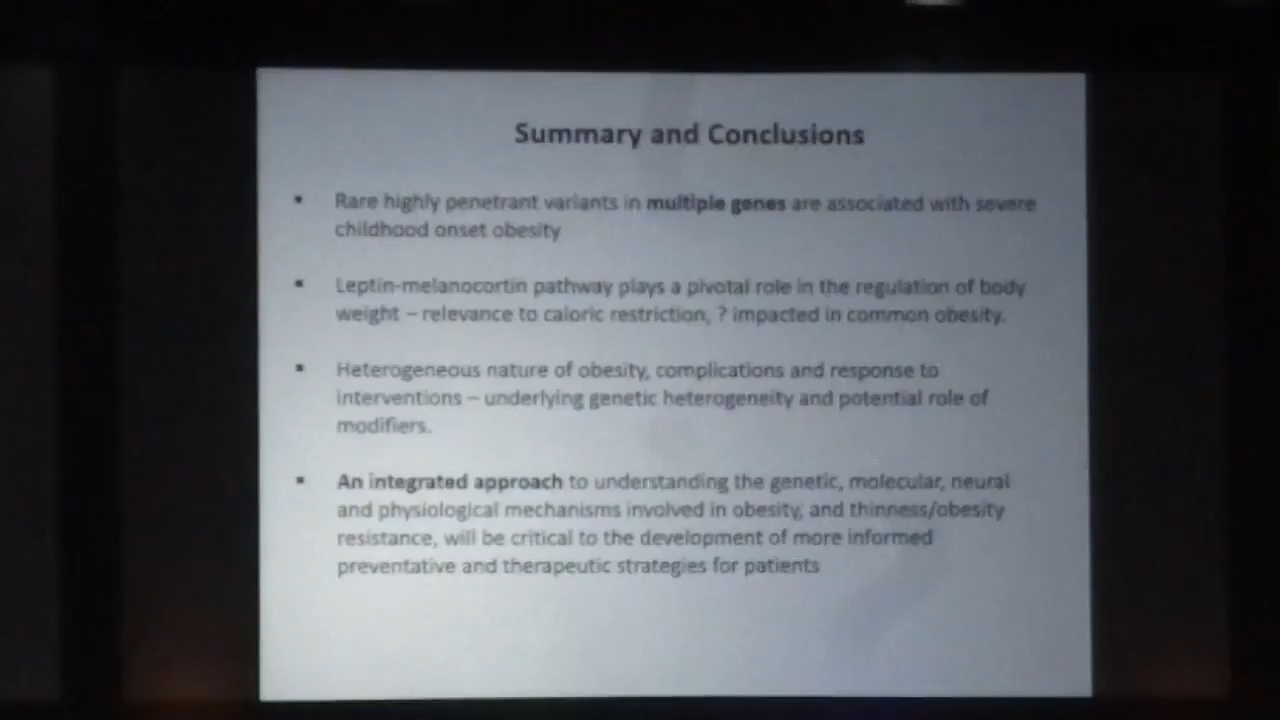 Summary and Conclusions
▪ Rare highly penetrant variants in multiple genes are associated with severe
childhood onset obesity
▪ Leptin-melanocortin pathway plays a pivotal role in the regulation of body
weight – relevance to caloric restriction, ? impacted in common obesity.
▪ Heterogeneous nature of obesity, complications and response to
interventions – underlying genetic heterogeneity and potential role of
modifiers.
▪ An integrated approach to understanding the genetic, molecular, neural
and physiological mechanisms involved in obesity, and thinness/obesity
resistance, will be critical to the development of more informed
preventative and therapeutic strategies for patients